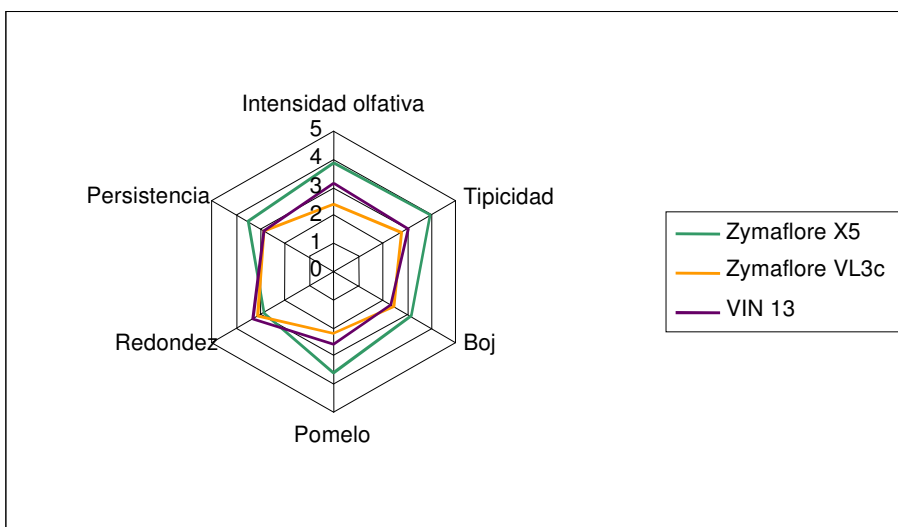 Intensidad olfativa
5
4
3
2
1
0
Persistencia
Tipicidad
Redondez
Boj
Pomelo
Zymaflore X5
Zymaflore VL3c
VIN 13